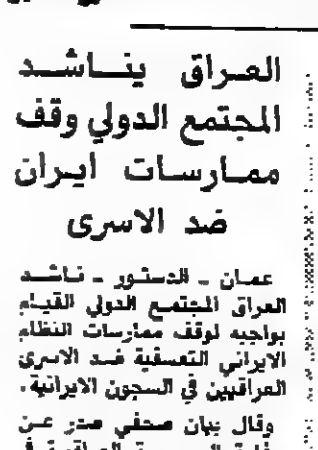 العراق يناشد
المجتمع الدولي وقف
ممارسات ايران
ضد الاسرى
عمان - الدستور - ناشد
العراق المجتمع الدولي القيام
بواجبه لوقف ممارسات النظام
الايراني التعسفية ضد الاسرى
العراقيين في السجون الايرانية.
وقال بيان صحفي صدر عن